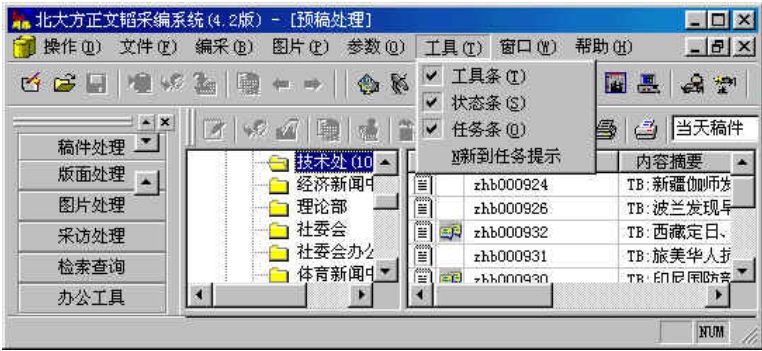 北大方正文韬采编系统(4.2版) - [预稿处理]
操作(O) 文件(F) 编采(B) 图片(P) 参数(O) 工具(T) 窗口(W) 帮助(H)
工具条(T)
状态条(S)
任务条(O)
N新到任务提示
当天稿件
稿件处理
版面处理
图片处理
采访处理
检索查询
办公工具
技术处(10
经济新闻中
理论部
社委会
社委会办公
体育新闻中
内容摘要
zhb000924 TB:新疆伽师发
zhb000926 TB:波兰发现早
zhb000932 TB:西藏定日、
zhb000931 TB:旅美华人抗
zhb000930 TB:印尼国防
NUM